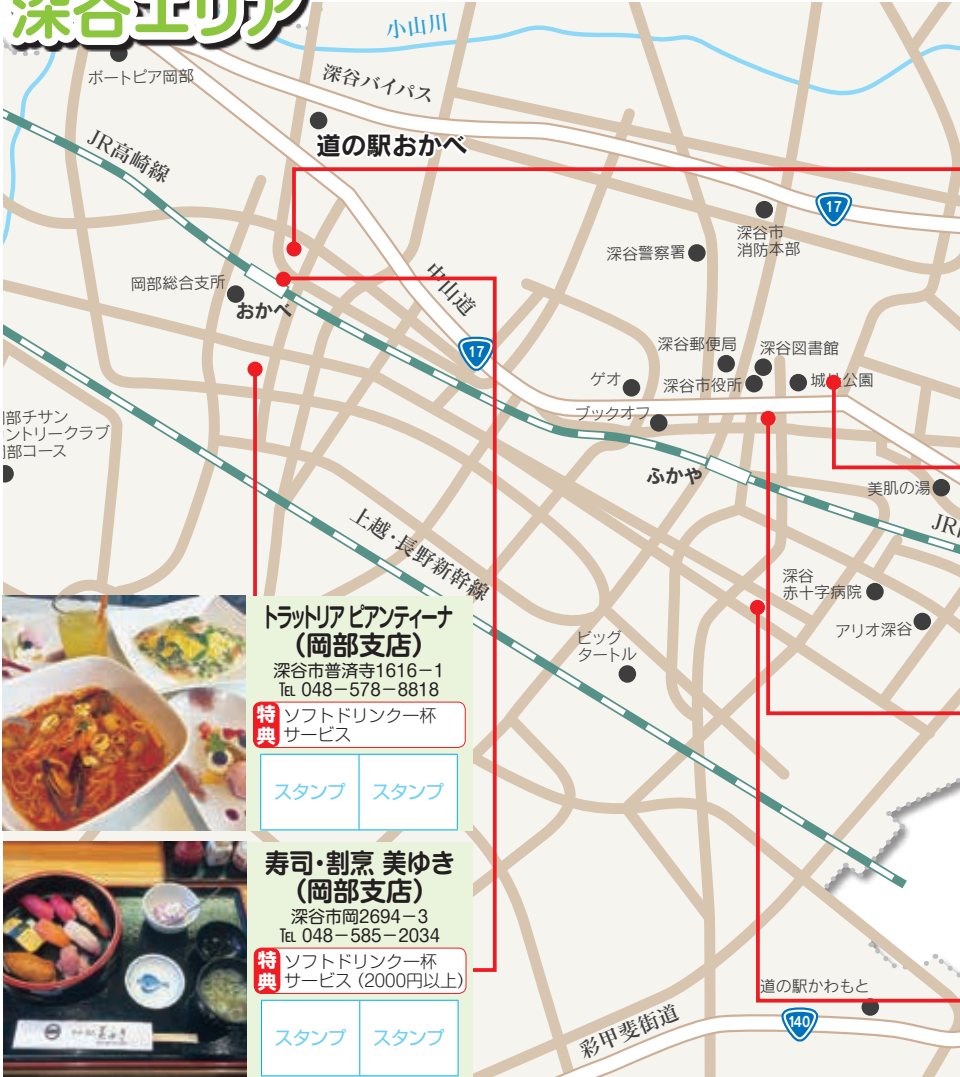 深谷エリア
小山川
ボートピア岡部
深谷バイパス
道の駅おかべ
JR高崎線
17
深谷市
消防本部
深谷警察署
岡部総合支所
おかべ
中山道
17
深谷郵便局
深谷図書館
ゲオ
深谷市役所
城址公園
ブックオフ
部チサン
ントリークラブ
部コース
ふかや
美肌の湯
JR
上越・長野新幹線
深谷
赤十字病院
アリオ深谷
ビッグ
タートル
トラットリア ピアンティーナ
(岡部支店)
深谷市普済寺1616−1
℡ 048−578−8818
特典
ソフトドリンク一杯
サービス
スタンプ スタンプ
寿司・割烹 美ゆき
(岡部支店)
深谷市岡2694−3
℡ 048−585−2034
特典
ソフトドリンク一杯
サービス (2000円以上)
スタンプ スタンプ
道の駅かわもと
140
彩甲斐街道